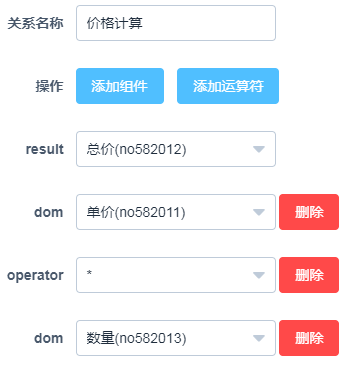 关系名称 价格计算
操作 添加组件 添加运算符
result 总价(no582012)
dom 单价(no582011) 删除
operator * 删除
dom 数量(no582013) 删除